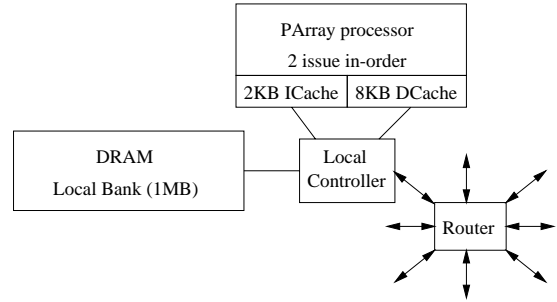 PArray processor
2 issue in-order
2KB ICache
8KB DCache
DRAM
Local Bank (1MB)
Local
Controller
Router